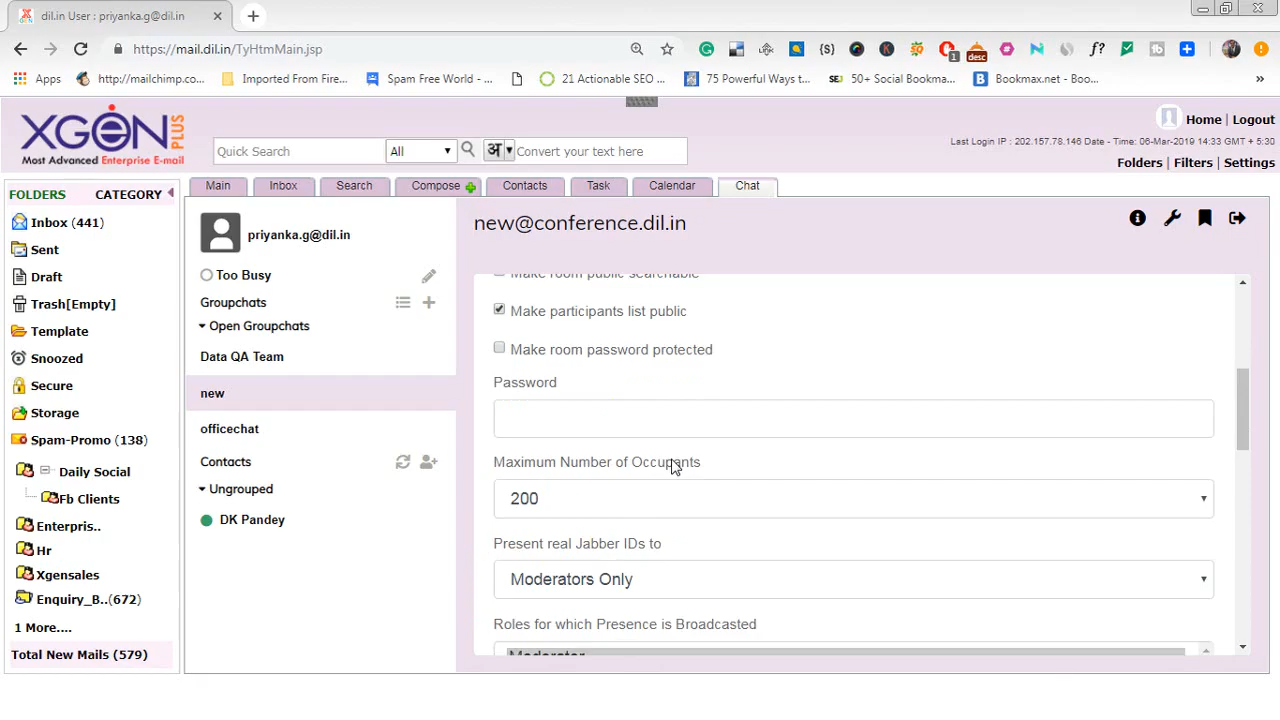 dil.in User : priyanka.g@dil.in
https://mail.dil.in/TyHtmMain.jsp
Apps
http://mailchimp.co...
Imported From Fire...
Spam Free World - ...
21 Actionable SEO ...
75 Powerful Ways t...
50+ Social Bookma...
Bookmax.net - Boo...
XGEN PLUS
Most Advanced Enterprise E-mail
Quick Search
All
अ
Convert your text here
Home | Logout
Last Login IP : 202.157.78.146 Date - Time: 06-Mar-2019 14:33 GMT + 5:30
Folders | Filters | Settings
FOLDERS CATEGORY
Main
Inbox
Search
Compose
Contacts
Task
Calendar
Chat
Inbox (441)
Sent
Draft
Trash[Empty]
Template
Snoozed
Secure
Storage
Spam-Promo (138)
Daily Social
Fb Clients
Enterpris..
Hr
Xgensales
Enquiry_B..(672)
1 More....
Total New Mails (579)
priyanka.g@dil.in
Too Busy
Groupchats
Open Groupchats
Data QA Team
new
officechat
Contacts
Ungrouped
DK Pandey
new@conference.dil.in
Make room public searchable
Make participants list public
Make room password protected
Password
Maximum Number of Occupants
200
Present real Jabber IDs to
Moderators Only
Roles for which Presence is Broadcasted
Moderator